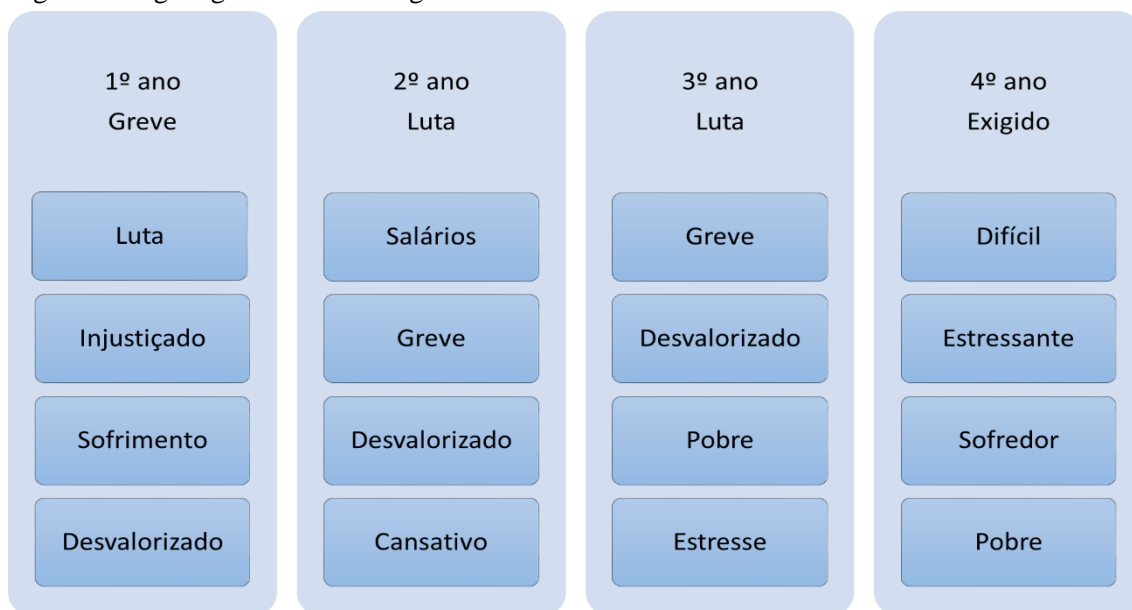 1º ano
Greve
Luta
Injustiçado
Sofrimento
Desvalorizado
2º ano
Luta
Salários
Greve
Desvalorizado
Cansativo
3º ano
Luta
Greve
Desvalorizado
Pobre
Estresse
4º ano
Exigido
Difícil
Estressante
Sofredor
Pobre